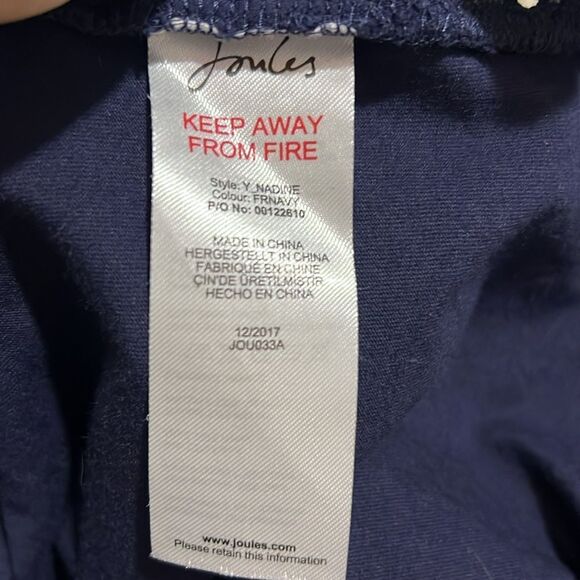 Joules
KEEP AWAY
FROM FIRE
Style: Y_NADINE
Colour: FRNAVY
P/O No: 00122610
MADE IN CHINA
HERGESTELLT IN CHINA
FABRIQUÉ EN CHINE
ÇIN'DE ÜRETILMISTIR
HECHO EN CHINA
12/2017
JOU033A
www.joules.com
Please retain this information